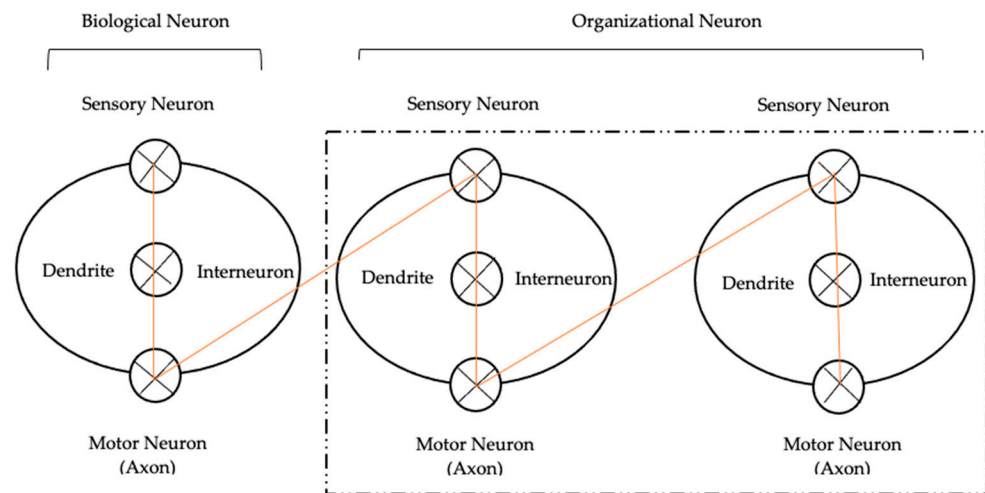 Biological Neuron
Organizational Neuron
Sensory Neuron
Sensory Neuron
Sensory Neuron
Dendrite
Interneuron
Dendrite
Interneuron
Dendrite
Interneuron
Motor Neuron
(Axon)
Motor Neuron
(Axon)
Motor Neuron
(Axon)